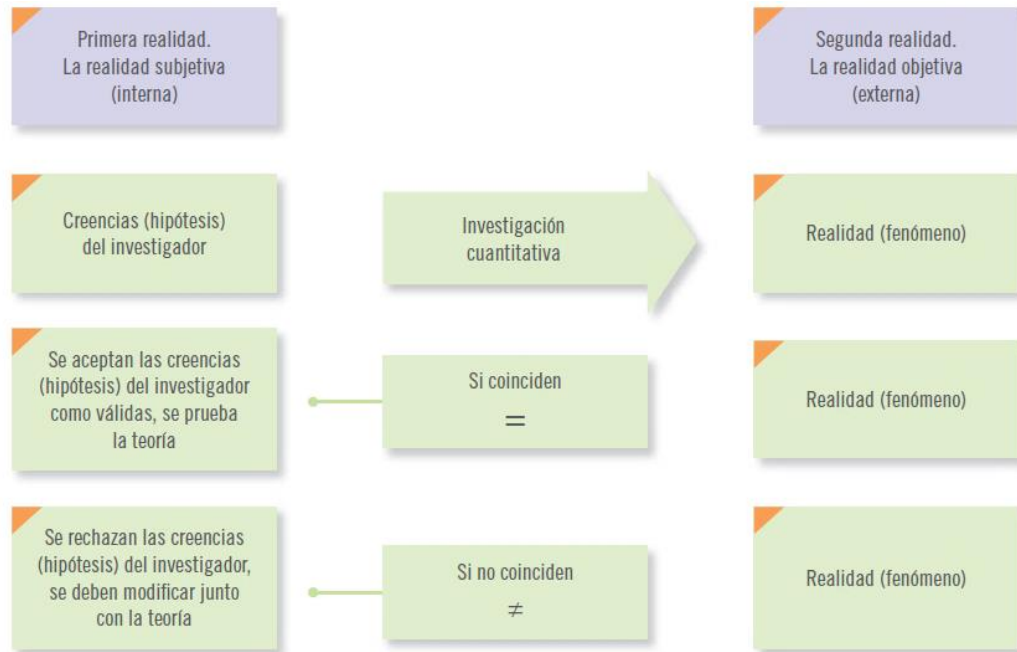 Primera realidad.
La realidad subjetiva
(interna)
Segunda realidad.
La realidad objetiva
(externa)
Creencias (hipótesis)
del investigador
Investigación
cuantitativa
Realidad (fenómeno)
Se aceptan las creencias
(hipótesis) del investigador
como válidas, se prueba
la teoría
Si coinciden
=
Realidad (fenómeno)
Se rechazan las creencias
(hipótesis) del investigador,
se deben modificar junto
con la teoría
Si no coinciden
≠
Realidad (fenómeno)